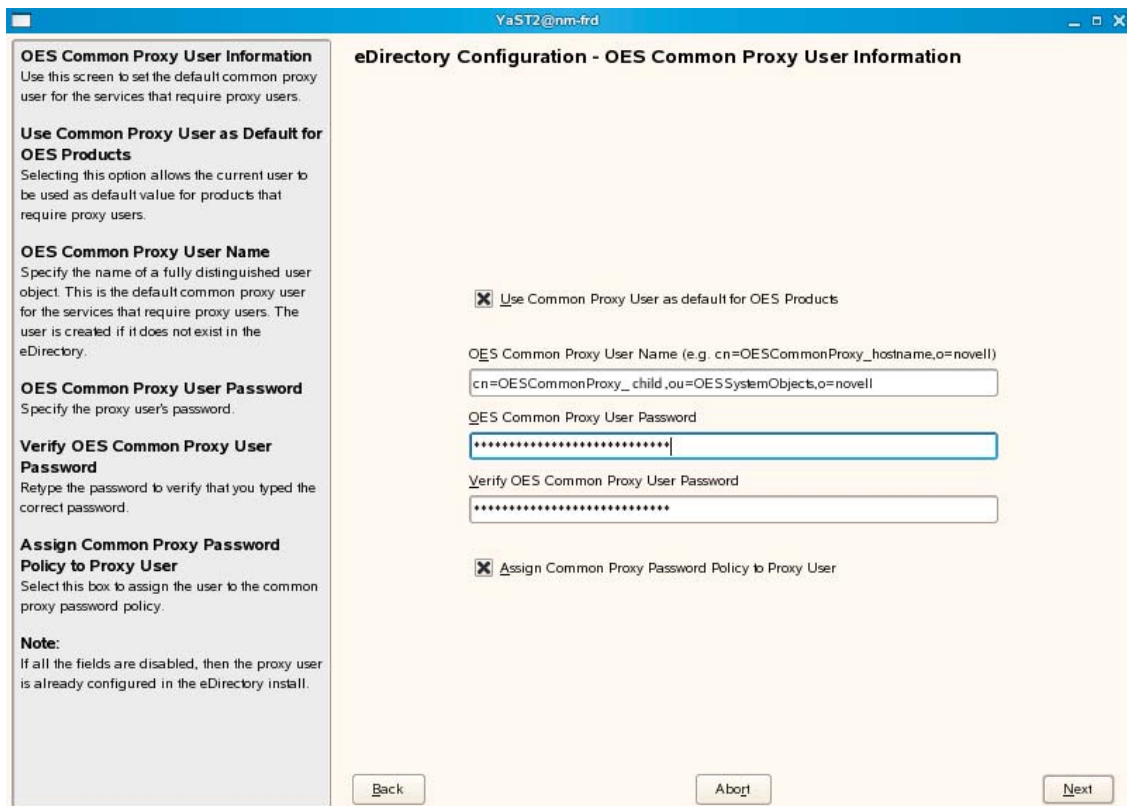 YaST2@nm-frd
OES Common Proxy User Information
Use this screen to set the default common proxy
user for the services that require proxy users.
Use Common Proxy User as Default for
OES Products
Selecting this option allows the current user to
be used as default value for products that
require proxy users.
OES Common Proxy User Name
Specify the name of a fully distinguished user
object. This is the default common proxy user
for the services that require proxy users. The
user is created if it does not exist in the
eDirectory.
OES Common Proxy User Password
Specify the proxy user's password.
Verify OES Common Proxy User
Password
Retype the password to verify that you typed the
correct password.
Assign Common Proxy Password
Policy to Proxy User
Select this box to assign the user to the common
proxy password policy.
Note:
If all the fields are disabled, then the proxy user
is already configured in the eDirectory install.
eDirectory Configuration - OES Common Proxy User Information
Use Common Proxy User as default for OES Products
OES Common Proxy User Name (e.g. cn=OESCommonProxy_hostname,o=novell)
cn=OESCommonProxy_ child ,ou=OESSystemObjects,o=novell
OES Common Proxy User Password
****************************
Verify OES Common Proxy User Password
****************************
Assign Common Proxy Password Policy to Proxy User
Back
Abort
Next